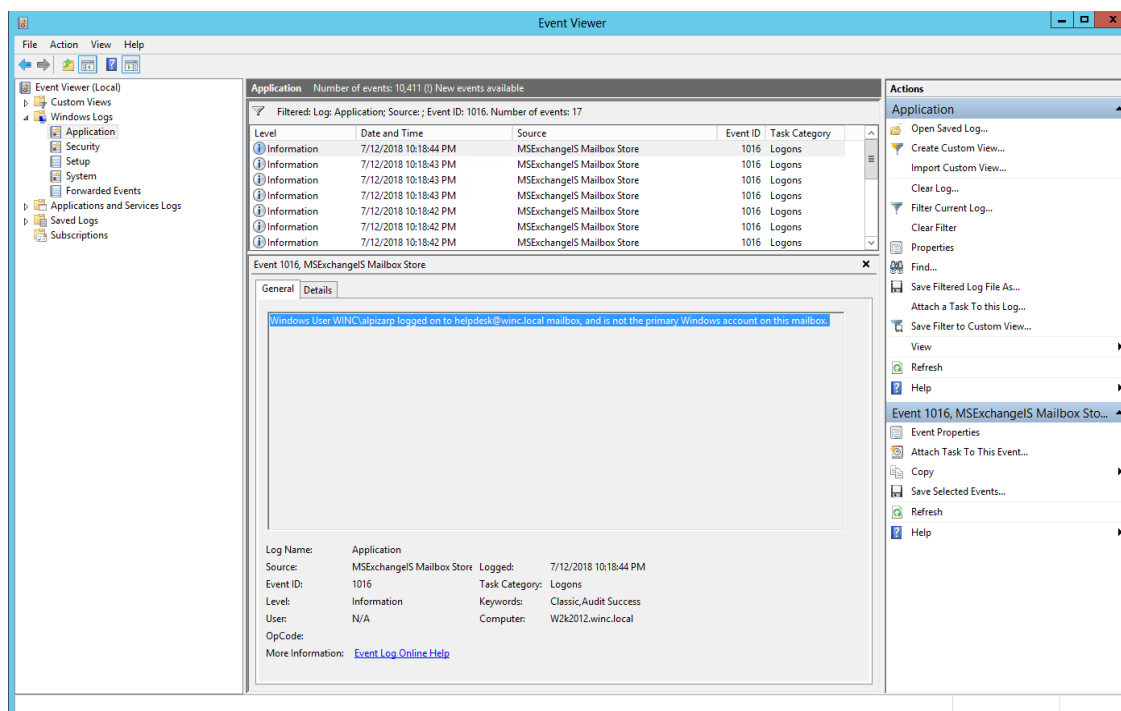 Event Viewer
File Action View Help
Event Viewer (Local)
Custom Views
Windows Logs
Application
Security
Setup
System
Forwarded Events
Applications and Services Logs
Saved Logs
Subscriptions
Application Number of events: 10,411 (!) New events available
Filtered: Log: Application; Source: ; Event ID: 1016. Number of events: 17
Level Date and Time Source Event ID Task Category
Information 7/12/2018 10:18:44 PM MSExchangeIS Mailbox Store 1016 Logons
Information 7/12/2018 10:18:43 PM MSExchangeIS Mailbox Store 1016 Logons
Information 7/12/2018 10:18:43 PM MSExchangeIS Mailbox Store 1016 Logons
Information 7/12/2018 10:18:43 PM MSExchangeIS Mailbox Store 1016 Logons
Information 7/12/2018 10:18:42 PM MSExchangeIS Mailbox Store 1016 Logons
Information 7/12/2018 10:18:42 PM MSExchangeIS Mailbox Store 1016 Logons
Information 7/12/2018 10:18:42 PM MSExchangeIS Mailbox Store 1016 Logons
Event 1016, MSExchangeIS Mailbox Store
General Details
Windows User WINC\alpizarp logged on to helpdesk@winc.local mailbox, and is not the primary Windows account on this mailbox.
Log Name: Application
Source: MSExchangeIS Mailbox Store Logged: 7/12/2018 10:18:44 PM
Event ID: 1016 Task Category: Logons
Level: Information Keywords: Classic,Audit Success
User: N/A Computer: W2k2012.winc.local
OpCode:
More Information: Event Log Online Help
Actions
Application
Open Saved Log...
Create Custom View...
Import Custom View...
Clear Log...
Filter Current Log...
Clear Filter
Properties
Find...
Save Filtered Log File As...
Attach a Task To this Log...
Save Filter to Custom View...
View
Refresh
Help
Event 1016, MSExchangeIS Mailbox Sto...
Event Properties
Attach Task To This Event...
Copy
Save Selected Events...
Refresh
Help